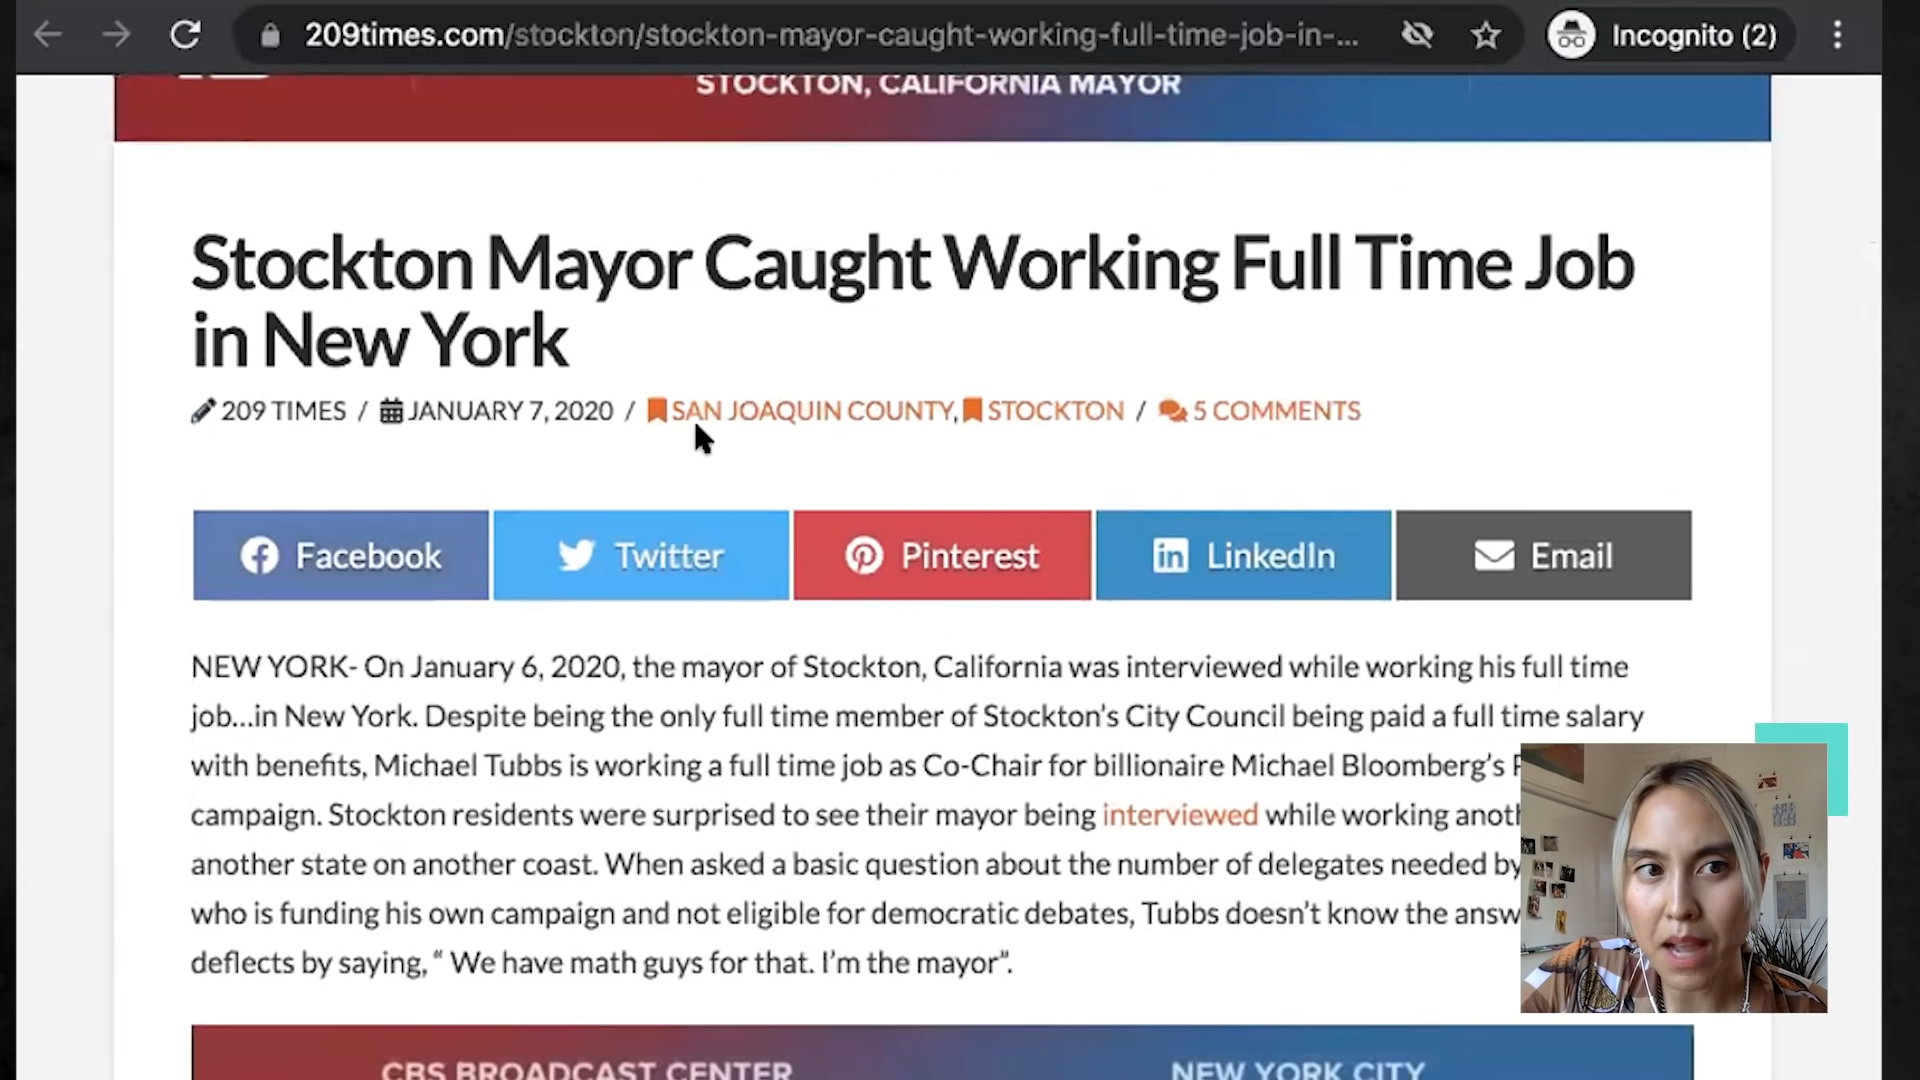 209times.com/stockton/stockton-mayor-caught-working-full-time-job-in-...
Incognito (2)
STOCKTON, CALIFORNIA MAYOR
Stockton Mayor Caught Working Full Time Job
in New York
209 TIMES / JANUARY 7, 2020 / SAN JOAQUIN COUNTY, STOCKTON / 5 COMMENTS
Facebook Twitter Pinterest LinkedIn Email
NEW YORK- On January 6, 2020, the mayor of Stockton, California was interviewed while working his full time
job...in New York. Despite being the only full time member of Stockton's City Council being paid a full time salary
with benefits, Michael Tubbs is working a full time job as Co-Chair for billionaire Michael Bloomberg's
campaign. Stockton residents were surprised to see their mayor being interviewed while working
another state on another coast. When asked a basic question about the number of delegates needed by
who is funding his own campaign and not eligible for democratic debates, Tubbs doesn't know the
deflects by saying, " We have math guys for that. I'm the mayor".
CBS BROADCAST CENTER NEW YORK CITY